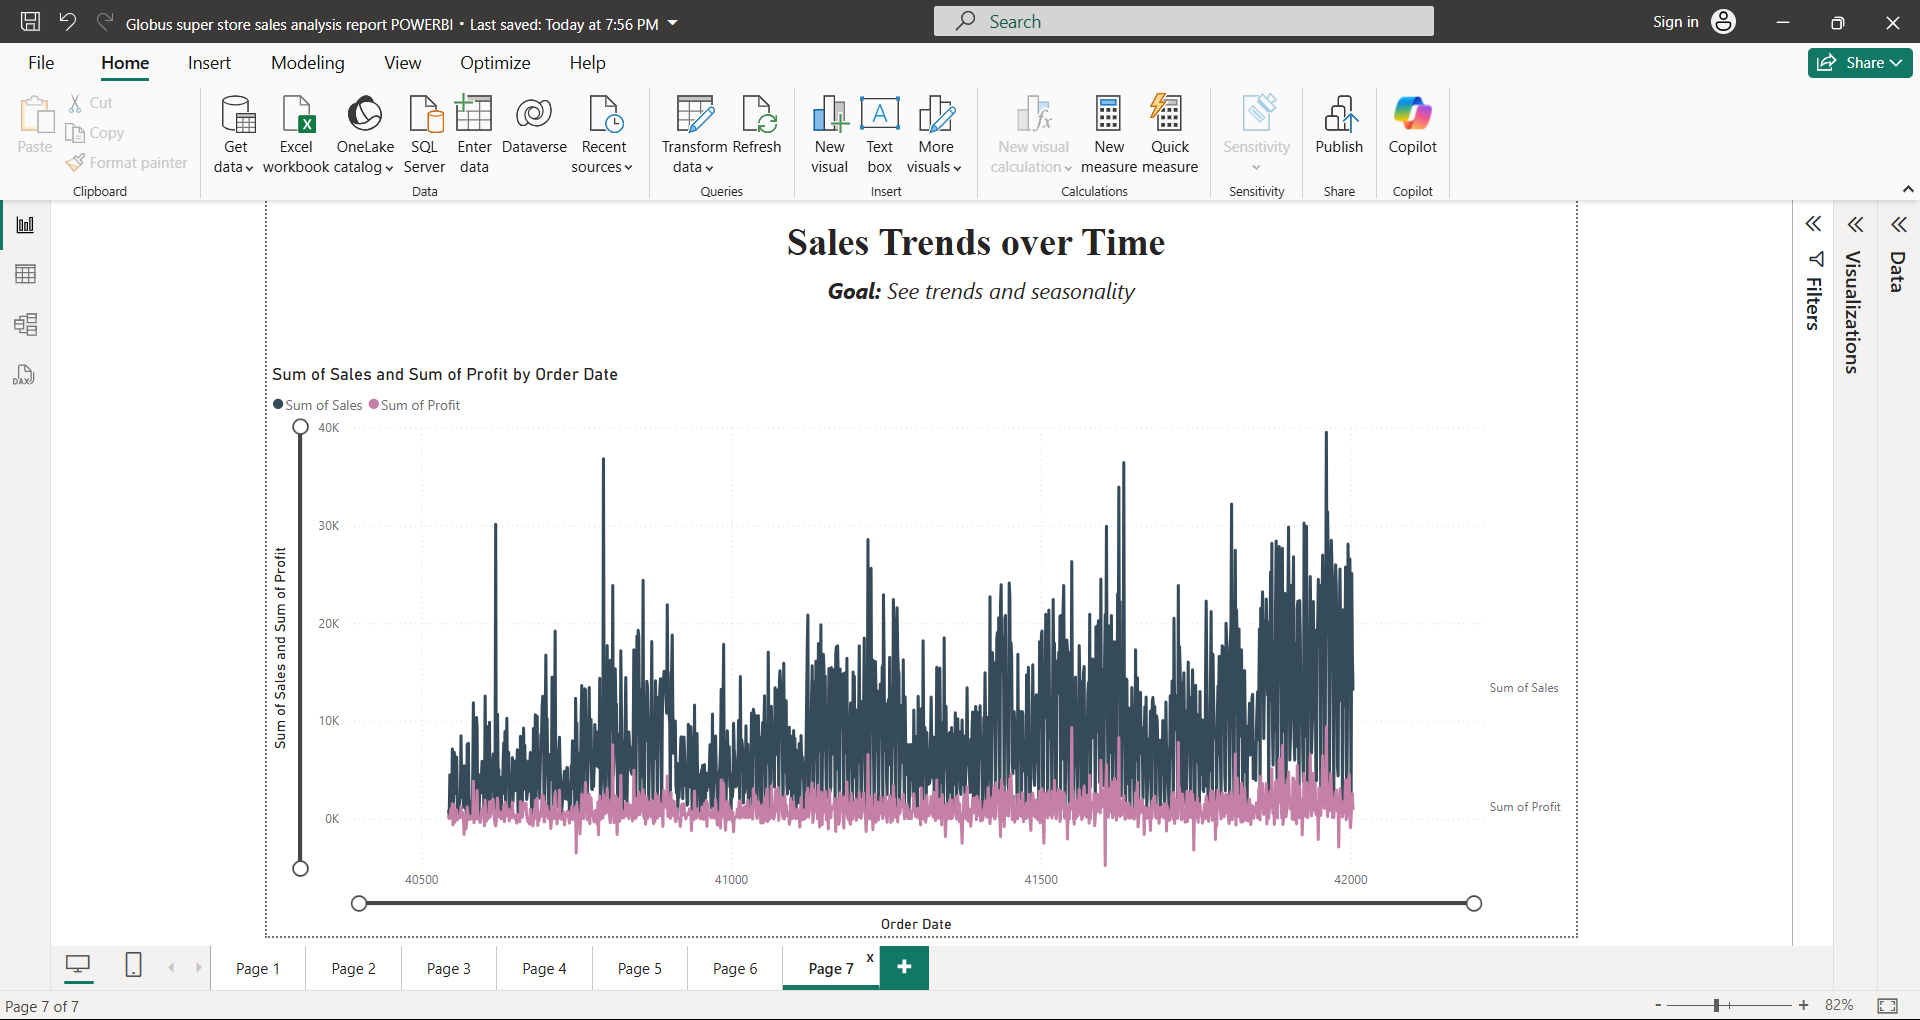 Globus super store sales analysis report POWERBI • Last saved: Today at 7:56 PM
Search
Sign in
File Home Insert Modeling View Optimize Help
Share
Paste
Cut
Copy
Format painter
Clipboard
Get data
Excel workbook
OneLake catalog
SQL Server
Enter data
Dataverse
Recent sources
Data
Transform data
Refresh
Queries
New visual
Text box
More visuals
Insert
New visual calculation
New measure
Quick measure
Calculations
Sensitivity
Sensitivity
Publish
Share
Copilot
Copilot
DAX
Sales Trends over Time
Goal: See trends and seasonality
Sum of Sales and Sum of Profit by Order Date
Sum of Sales Sum of Profit
Sum of Sales and Sum of Profit
40K
30K
20K
10K
0K
Sum of Sales
Sum of Profit
40500 41000 41500 42000
Order Date
Filters
Visualizations
Data
Page 1 Page 2 Page 3 Page 4 Page 5 Page 6 Page 7 x +
Page 7 of 7
- + 82%